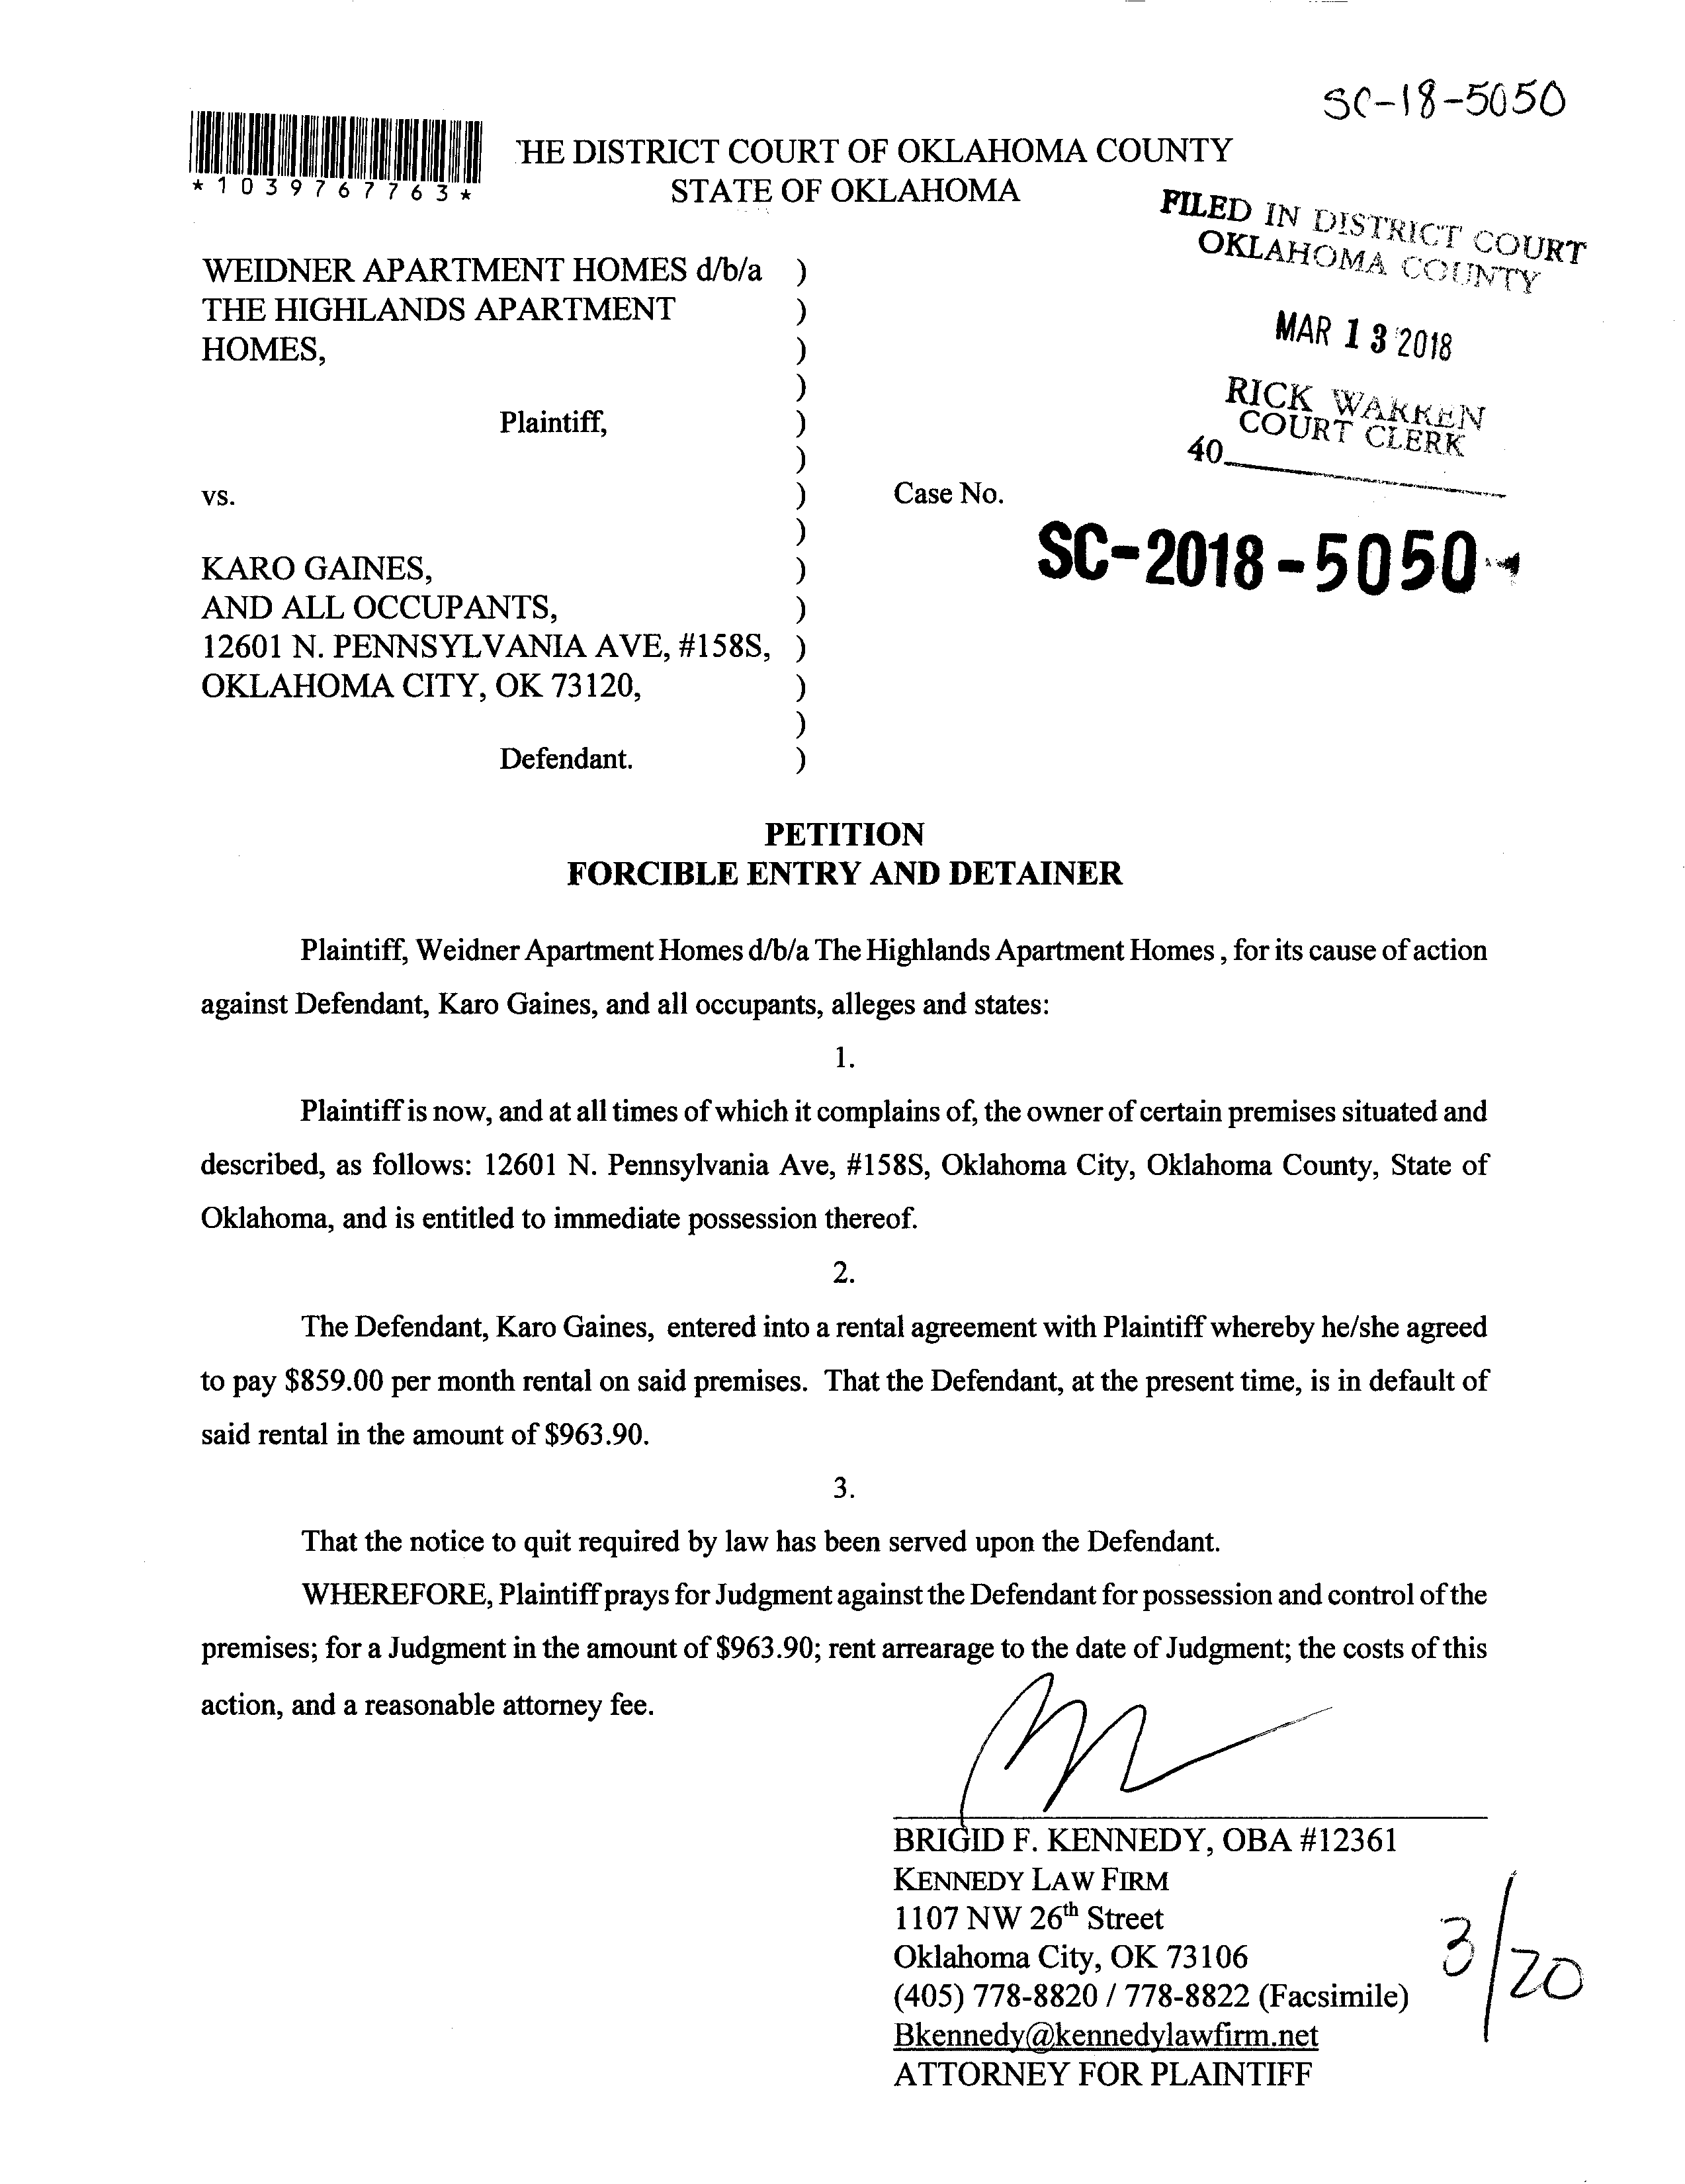 SC-18-5050
*1039767763*
HE DISTRICT COURT OF OKLAHOMA COUNTY
STATE OF OKLAHOMA
FILED IN DISTRICT COURT
OKLAHOMA COUNTY
MAR 13 2018
RICK WARREN
COURT CLERK
40
WEIDNER APARTMENT HOMES d/b/a )
THE HIGHLANDS APARTMENT )
HOMES, )
)
Plaintiff, )
)
vs. ) Case No.
)
SC-2018-5050
KARO GAINES, )
AND ALL OCCUPANTS, )
12601 N. PENNSYLVANIA AVE, #158S, )
OKLAHOMA CITY, OK 73120, )
)
Defendant. )
PETITION
FORCIBLE ENTRY AND DETAINER
Plaintiff, Weidner Apartment Homes d/b/a The Highlands Apartment Homes , for its cause of action
against Defendant, Karo Gaines, and all occupants, alleges and states:
1.
Plaintiff is now, and at all times of which it complains of, the owner of certain premises situated and
described, as follows: 12601 N. Pennsylvania Ave, #158S, Oklahoma City, Oklahoma County, State of
Oklahoma, and is entitled to immediate possession thereof.
2.
The Defendant, Karo Gaines, entered into a rental agreement with Plaintiff whereby he/she agreed
to pay $859.00 per month rental on said premises. That the Defendant, at the present time, is in default of
said rental in the amount of $963.90.
3.
That the notice to quit required by law has been served upon the Defendant.
WHEREFORE, Plaintiff prays for Judgment against the Defendant for possession and control of the
premises; for a Judgment in the amount of $963.90; rent arrearage to the date of Judgment; the costs of this
action, and a reasonable attorney fee.
BRIGID F. KENNEDY, OBA #12361
KENNEDY LAW FIRM
1107 NW 26th Street
Oklahoma City, OK 73106
(405) 778-8820 / 778-8822 (Facsimile)
Bkennedy@kennedylawfirm.net
ATTORNEY FOR PLAINTIFF
3/20